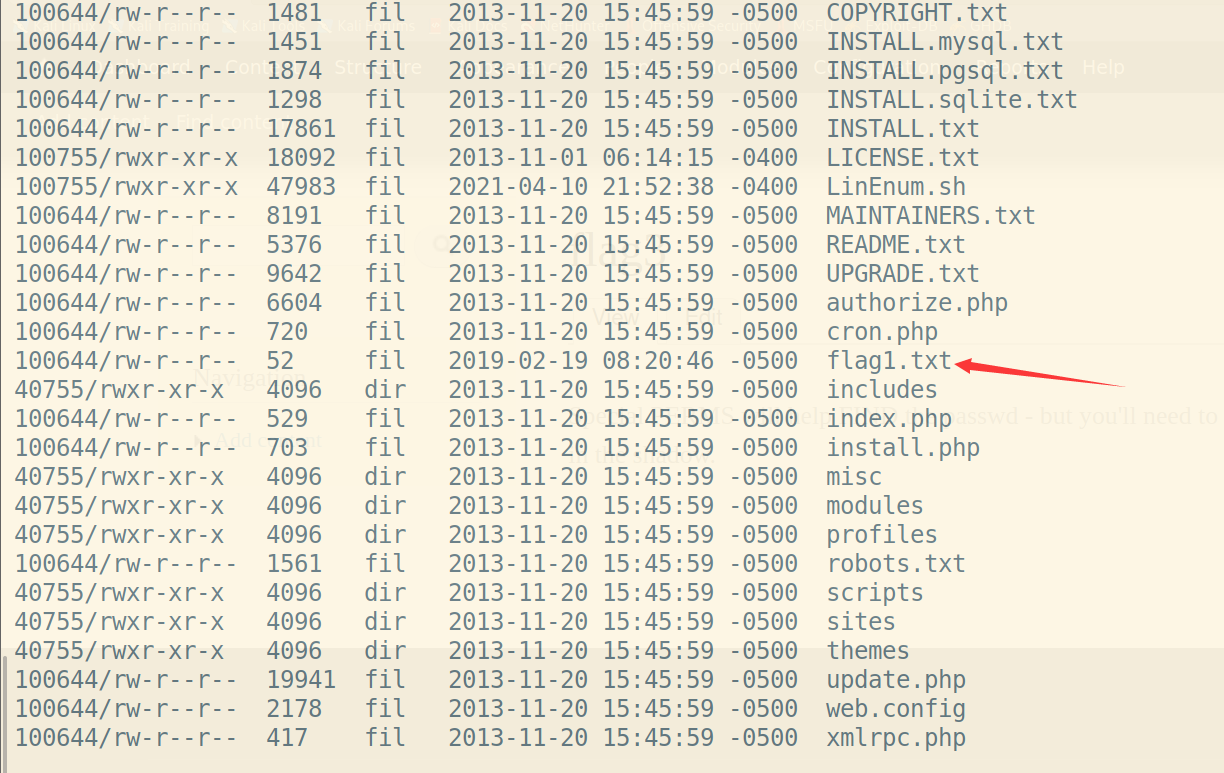 100644/rw-r--r-- 1481 fil 2013-11-20 15:45:59 -0500 COPYRIGHT.txt
100644/rw-r--r-- 1451 fil 2013-11-20 15:45:59 -0500 INSTALL.mysql.txt
100644/rw-r--r-- 1874 fil 2013-11-20 15:45:59 -0500 INSTALL.pgsql.txt
100644/rw-r--r-- 1298 fil 2013-11-20 15:45:59 -0500 INSTALL.sqlite.txt
100644/rw-r--r-- 17861 fil 2013-11-20 15:45:59 -0500 INSTALL.txt
100755/rwxr-xr-x 18092 fil 2013-11-01 06:14:15 -0400 LICENSE.txt
100755/rwxr-xr-x 47983 fil 2021-04-10 21:52:38 -0400 LinEnum.sh
100644/rw-r--r-- 8191 fil 2013-11-20 15:45:59 -0500 MAINTAINERS.txt
100644/rw-r--r-- 5376 fil 2013-11-20 15:45:59 -0500 README.txt
100644/rw-r--r-- 9642 fil 2013-11-20 15:45:59 -0500 UPGRADE.txt
100644/rw-r--r-- 6604 fil 2013-11-20 15:45:59 -0500 authorize.php
100644/rw-r--r-- 720 fil 2013-11-20 15:45:59 -0500 cron.php
100644/rw-r--r-- 52 fil 2019-02-19 08:20:46 -0500 flag1.txt
40755/rwxr-xr-x 4096 dir 2013-11-20 15:45:59 -0500 includes
100644/rw-r--r-- 529 fil 2013-11-20 15:45:59 -0500 index.php
100644/rw-r--r-- 703 fil 2013-11-20 15:45:59 -0500 install.php
40755/rwxr-xr-x 4096 dir 2013-11-20 15:45:59 -0500 misc
40755/rwxr-xr-x 4096 dir 2013-11-20 15:45:59 -0500 modules
40755/rwxr-xr-x 4096 dir 2013-11-20 15:45:59 -0500 profiles
100644/rw-r--r-- 1561 fil 2013-11-20 15:45:59 -0500 robots.txt
40755/rwxr-xr-x 4096 dir 2013-11-20 15:45:59 -0500 scripts
40755/rwxr-xr-x 4096 dir 2013-11-20 15:45:59 -0500 sites
40755/rwxr-xr-x 4096 dir 2013-11-20 15:45:59 -0500 themes
100644/rw-r--r-- 19941 fil 2013-11-20 15:45:59 -0500 update.php
100644/rw-r--r-- 2178 fil 2013-11-20 15:45:59 -0500 web.config
100644/rw-r--r-- 417 fil 2013-11-20 15:45:59 -0500 xmlrpc.php
Help
flag3
View Edit
Navigation
passwd - but you'll need to